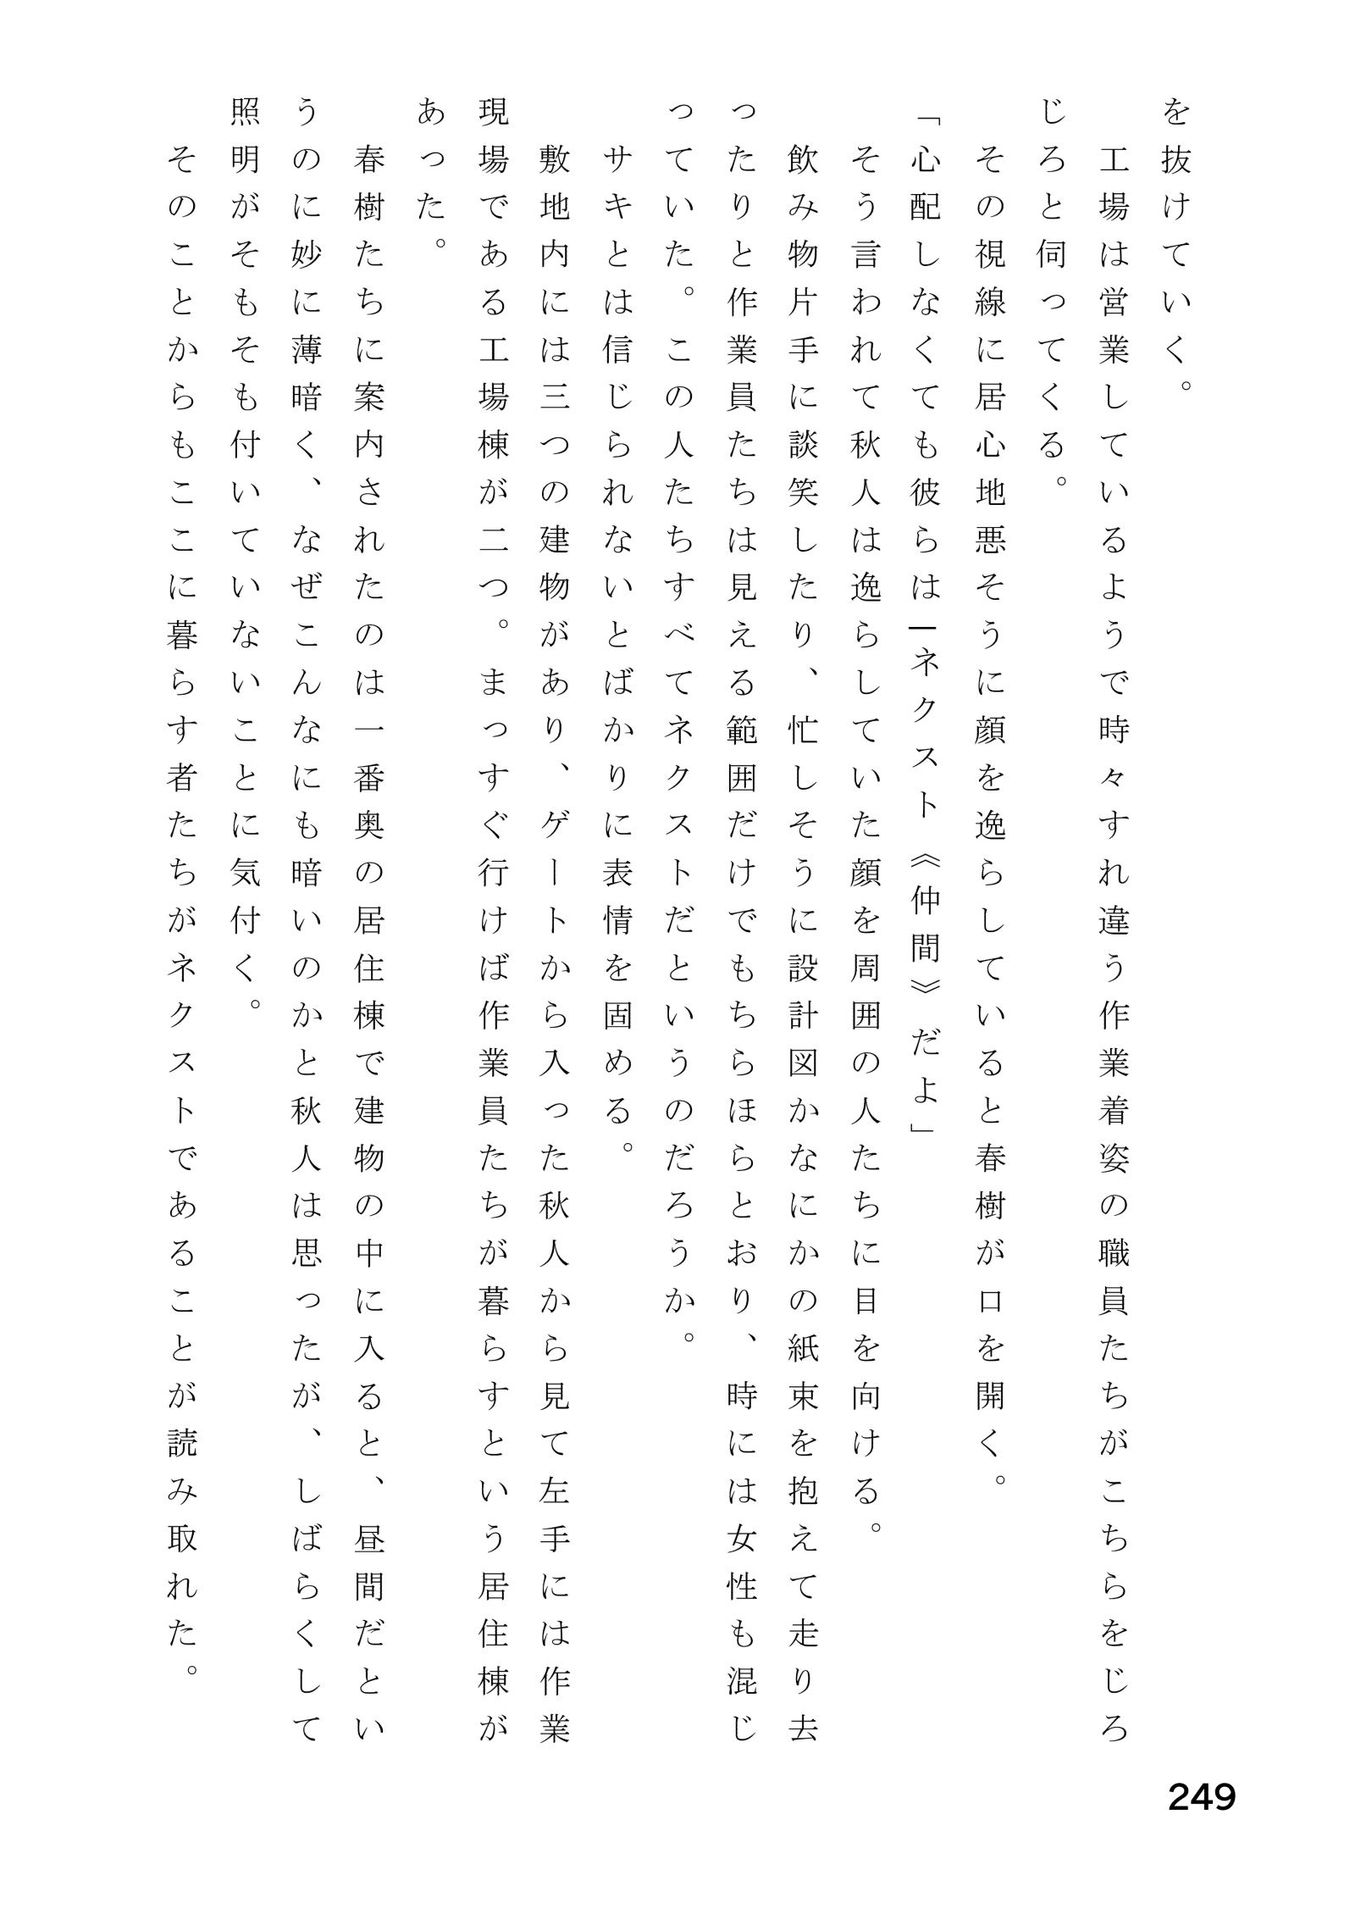 を抜けていく。
　工場は営業しているようで時々すれ違う作業着姿の職員たちがこちらをじろ
じろと伺ってくる。
　その視線に居心地悪そうに顔を逸らしていると春樹が口を開く。
「心配しなくても彼らは|ネクスト《仲間》だよ」
　そう言われて秋人は逸らしていた顔を周囲の人たちに目を向ける。
　飲み物片手に談笑したり、忙しそうに設計図かなにかの紙束を抱えて走り去
ったりと作業員たちは見える範囲だけでもちらほらとおり、時には女性も混じ
っていた。この人たちすべてネクストだというのだろうか。
　サキとは信じられないとばかりに表情を固める。
　敷地内には三つの建物があり、ゲートから入った秋人から見て左手には作業
現場である工場棟が二つ。まっすぐ行けば作業員たちが暮らすという居住棟が
あった。
　春樹たちに案内されたのは一番奥の居住棟で建物の中に入ると、昼間だとい
うのに妙に薄暗く、なぜこんなにも暗いのかと秋人は思ったが、しばらくして
照明がそもそも付いていないことに気付く。
　そのことからもここに暮らす者たちがネクストであることが読み取れた。
249